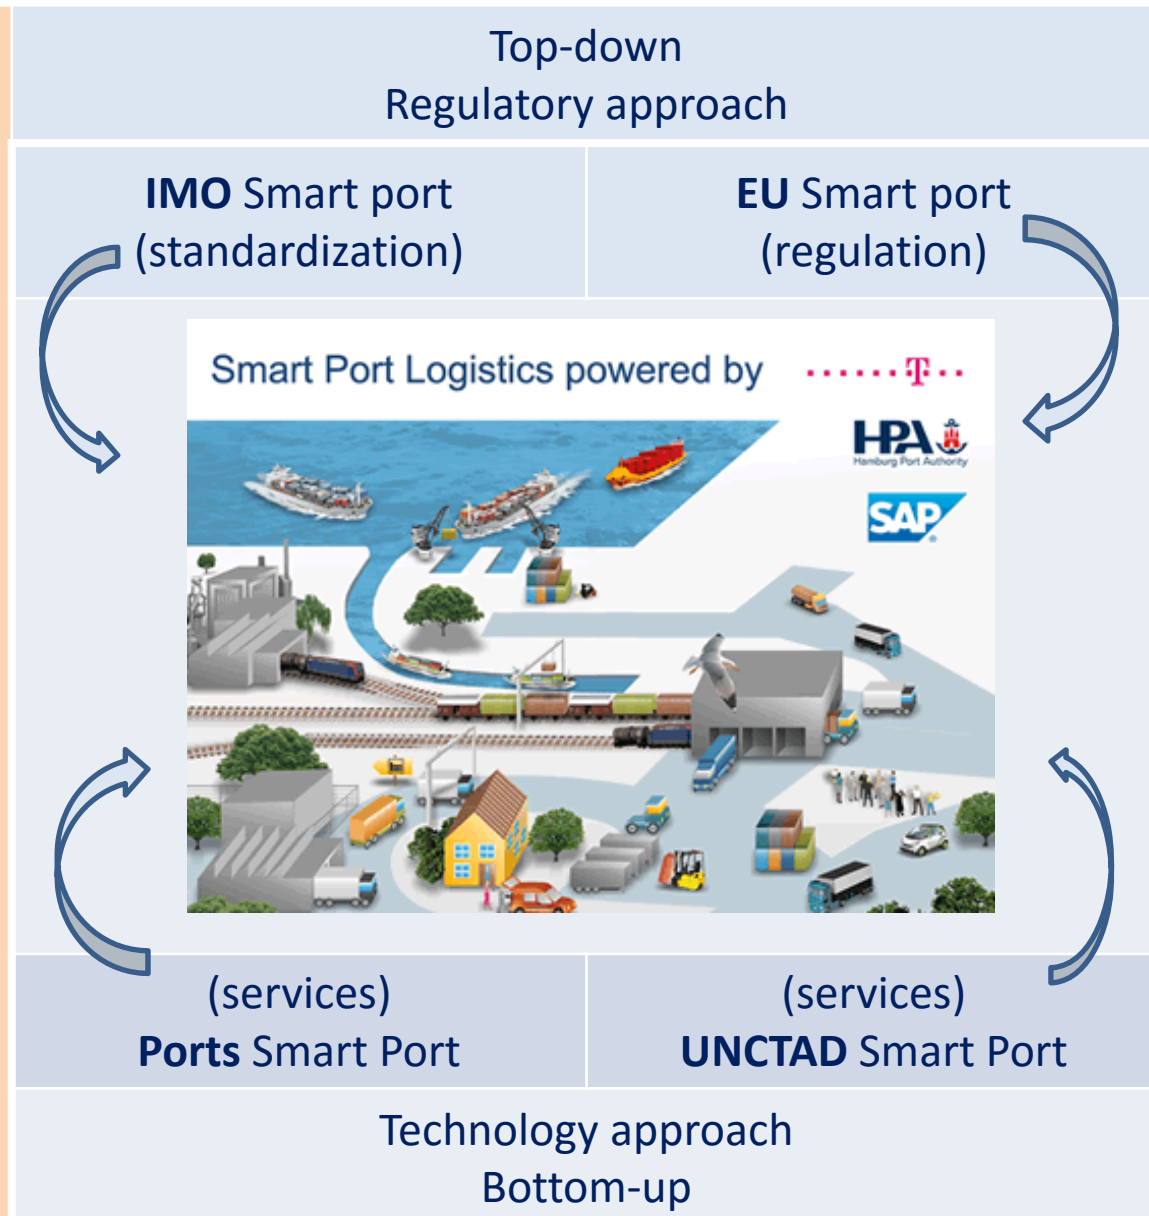 Top-down
Regulatory approach
IMO Smart port
(standardization)
EU Smart port
(regulation)
Smart Port Logistics powered by
T
HPA
Hamburg Port Authority
SAP
(services)
Ports Smart Port
(services)
UNCTAD Smart Port
Technology approach
Bottom-up